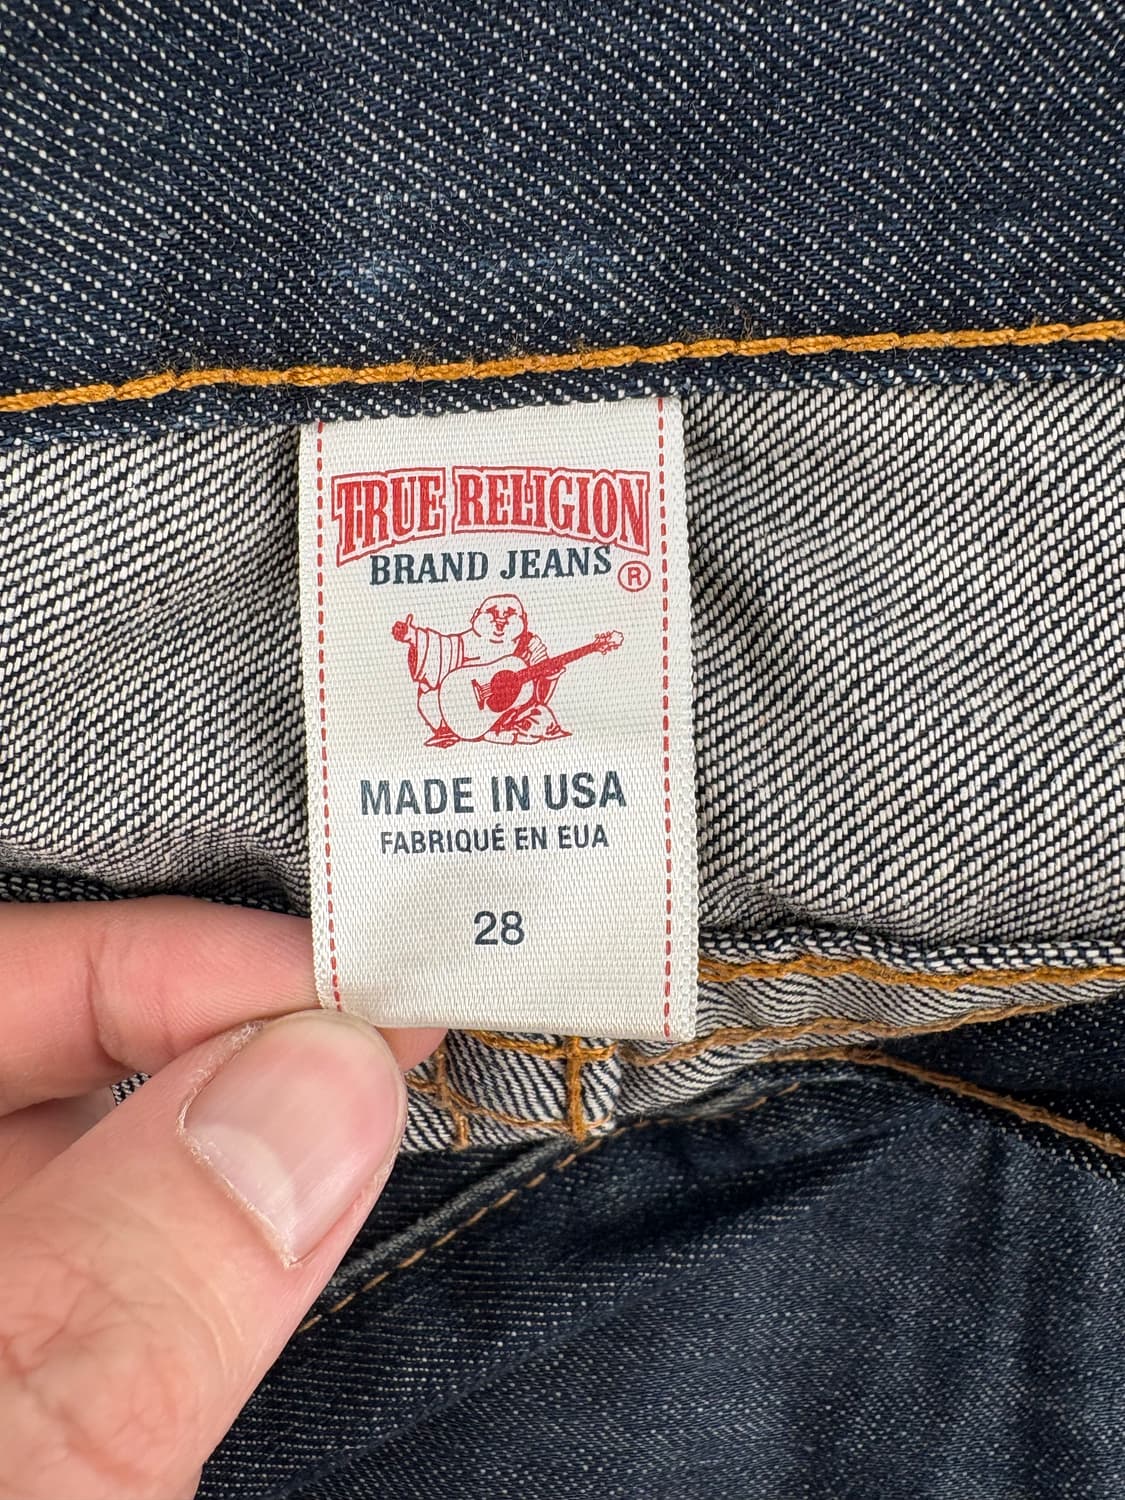 TRUE RELIGION
BRAND JEANS ®
MADE IN USA
FABRIQUÉ EN EUA
28